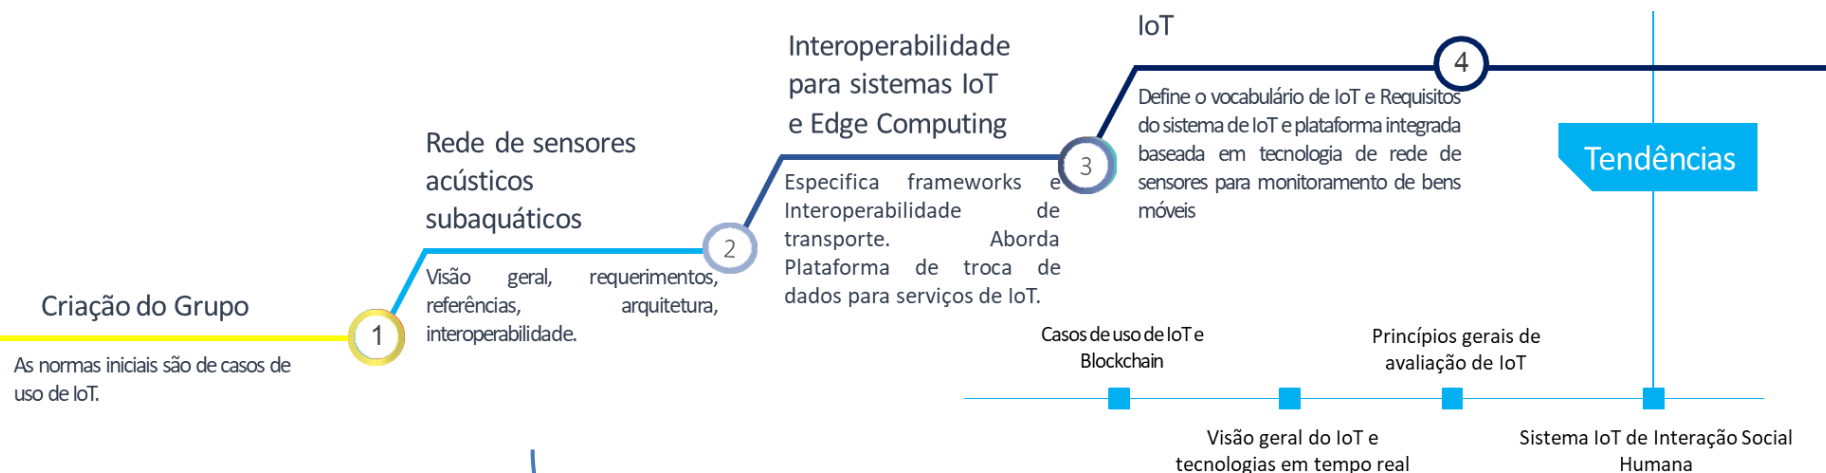 Criação do Grupo
As normas iniciais são de casos de
uso de IoT.
1
Rede de sensores
acústicos
subaquáticos
Visão geral, requerimentos,
referências, arquitetura,
interoperabilidade.
2
Interoperabilidade
para sistemas IoT
e Edge Computing
Especifica frameworks e
Interoperabilidade de
transporte. Aborda
Plataforma de troca de
dados para serviços de IoT.
3
IoT
Define o vocabulário de IoT e Requisitos
do sistema de IoT e plataforma integrada
baseada em tecnologia de rede de
sensores para monitoramento de bens
móveis
4
Tendências
Casos de uso de IoT e
Blockchain
Visão geral do IoT e
tecnologias em tempo real
Princípios gerais de
avaliação de IoT
Sistema IoT de Interação Social
Humana